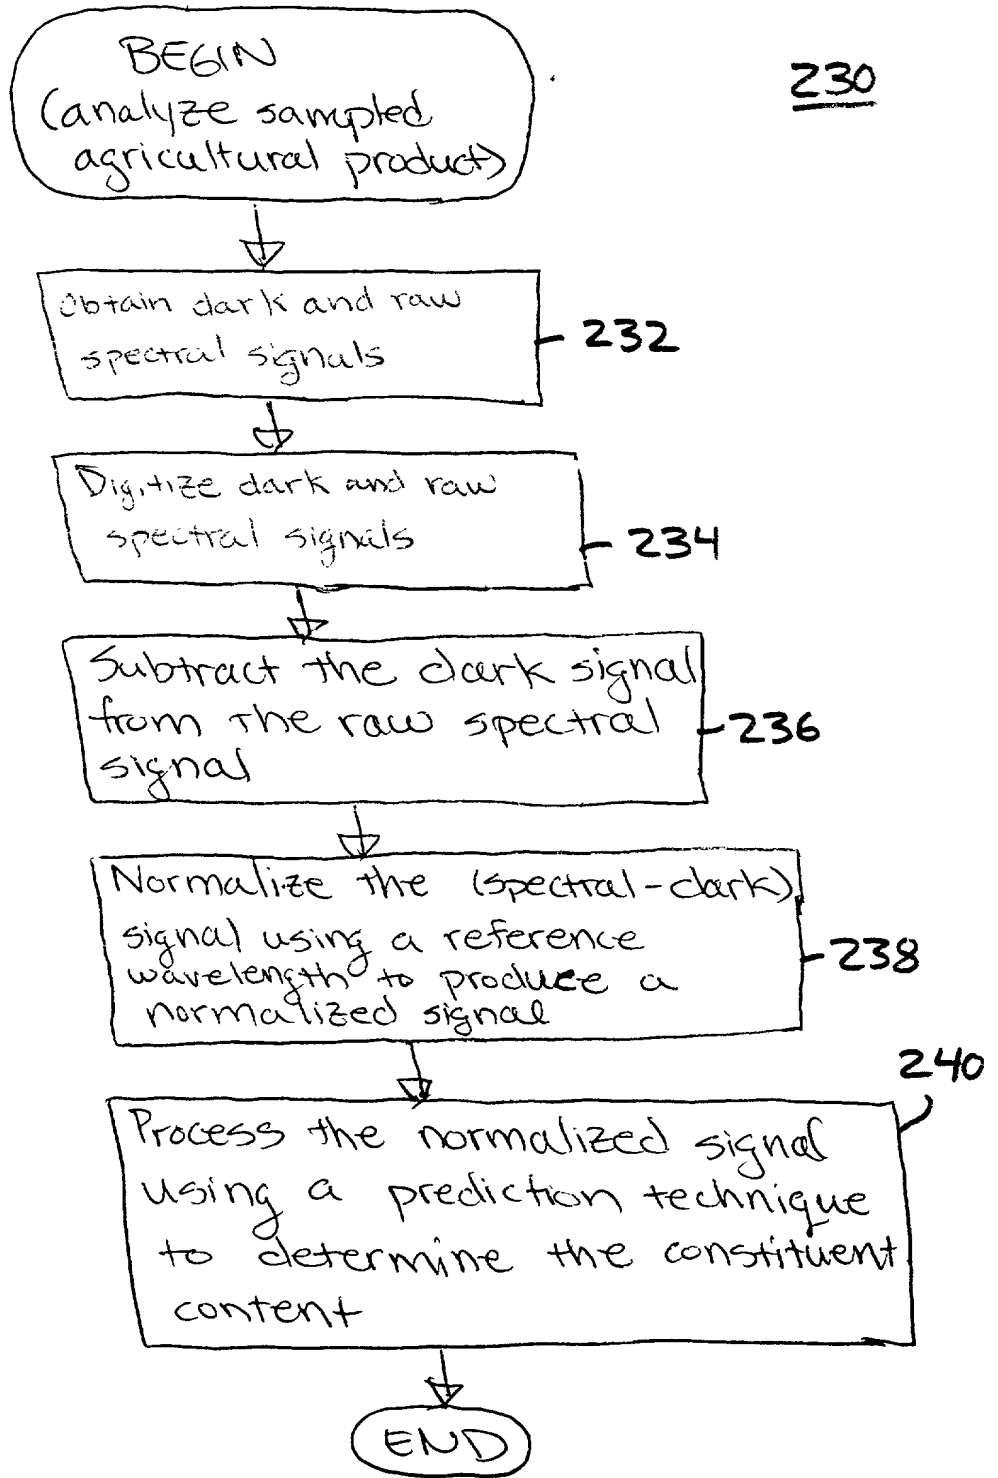 BEGIN
(analyze sampled
agricultural product)
230
Obtain dark and raw
spectral signals
232
Digitize dark and raw
spectral signals
234
Subtract the dark signal
from the raw spectral
signal
236
Normalize the (spectral-dark)
signal using a reference
wavelength to produce a
normalized signal
238
240
Process the normalized signal
using a prediction technique
to determine the constituent
content
END